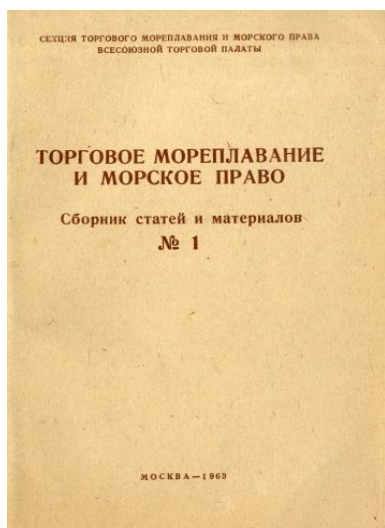 СЕКЦИЯ ТОРГОВОГО МОРЕПЛАВАНИЯ И МОРСКОГО ПРАВА
ВСЕСОЮЗНОЙ ТОРГОВОЙ ПАЛАТЫ
ТОРГОВОЕ МОРЕПЛАВАНИЕ
И МОРСКОЕ ПРАВО
Сборник статей и материалов
№ 1
МОСКВА—1963